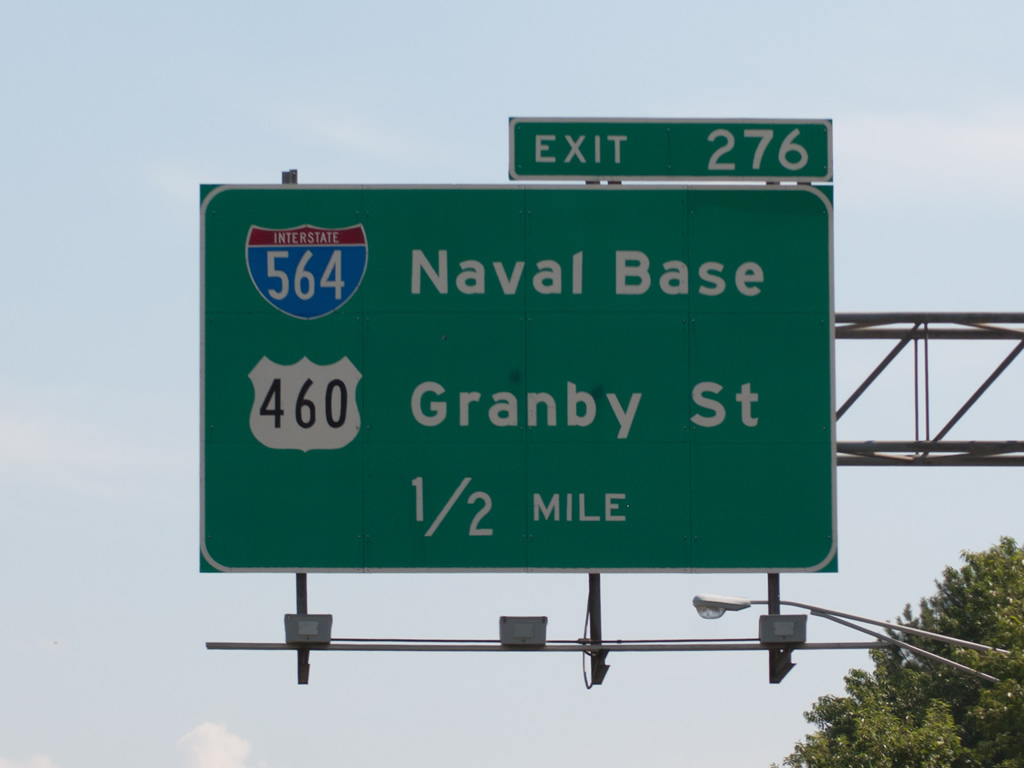 EXIT 276
INTERSTATE
564 Naval Base
460 Granby St
1/2 MILE